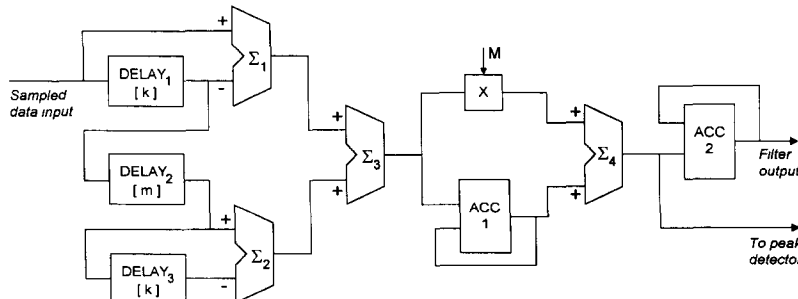 +
DELAY₁
[k]
-
Σ₁
Sampled
data input
DELAY₂
[m]
+
DELAY₃
[k]
-
Σ₂
+
+
Σ₃
M
X
ACC
1
+
+
Σ₄
ACC
2
Filter
output
To peak
detector